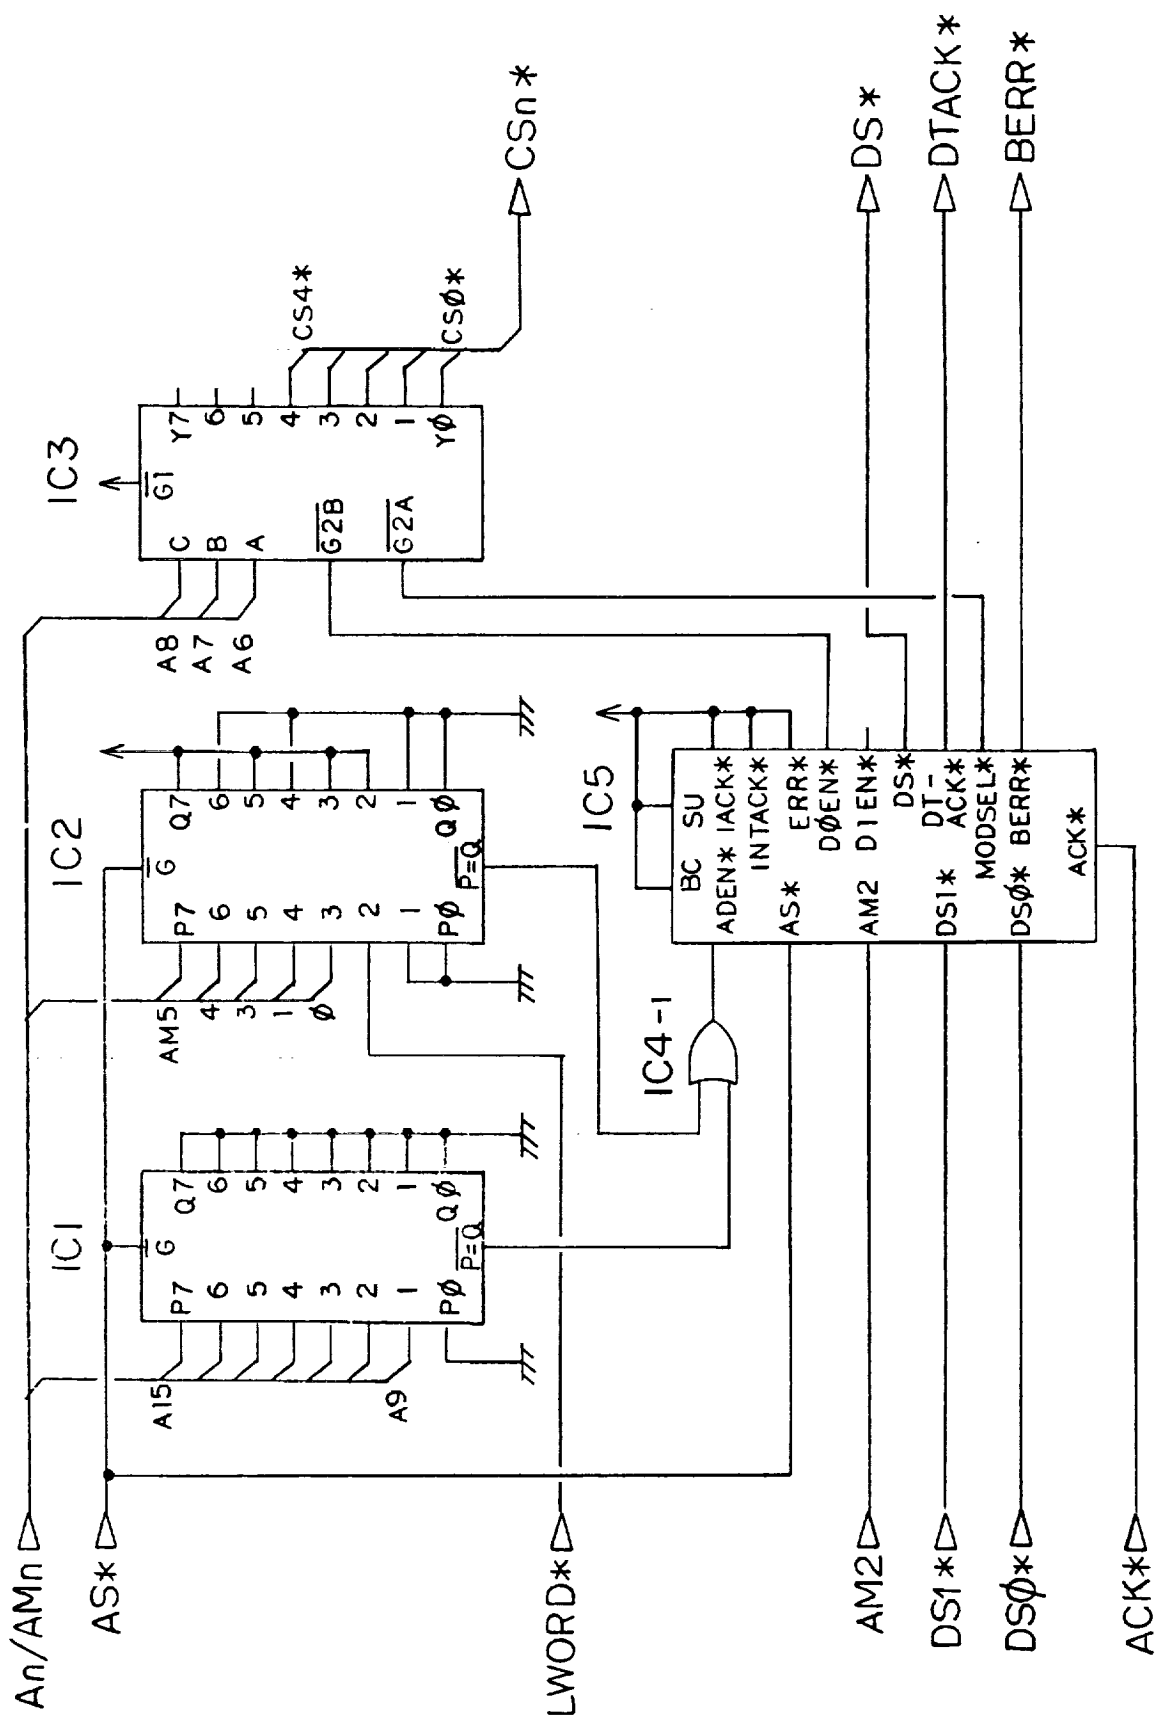 An/AMn
AS*
LWORD*
AM2
DS1*
DSØ*
ACK*
IC1
A15
A9
P7
6
5
4
3
2
1
PØ
G
P=Q
Q7
6
5
4
3
2
1
QØ
IC2
AM5
4
3
1
Ø
P7
6
5
4
3
2
1
PØ
G
P=Q
Q7
6
5
4
3
2
1
QØ
IC3
A8
A7
A6
C
B
A
G1
G2B
G2A
Y7
6
5
4
3
2
1
YØ
CS4*
CSØ*
CSn*
IC4-1
IC5
BC SU
ADEN* IACK*
INTACK*
AS* ERR*
DØEN*
AM2 D1EN*
DS*
DS1* DT-
ACK*
MODSEL*
DSØ* BERR*
ACK*
DS*
DTACK*
BERR*